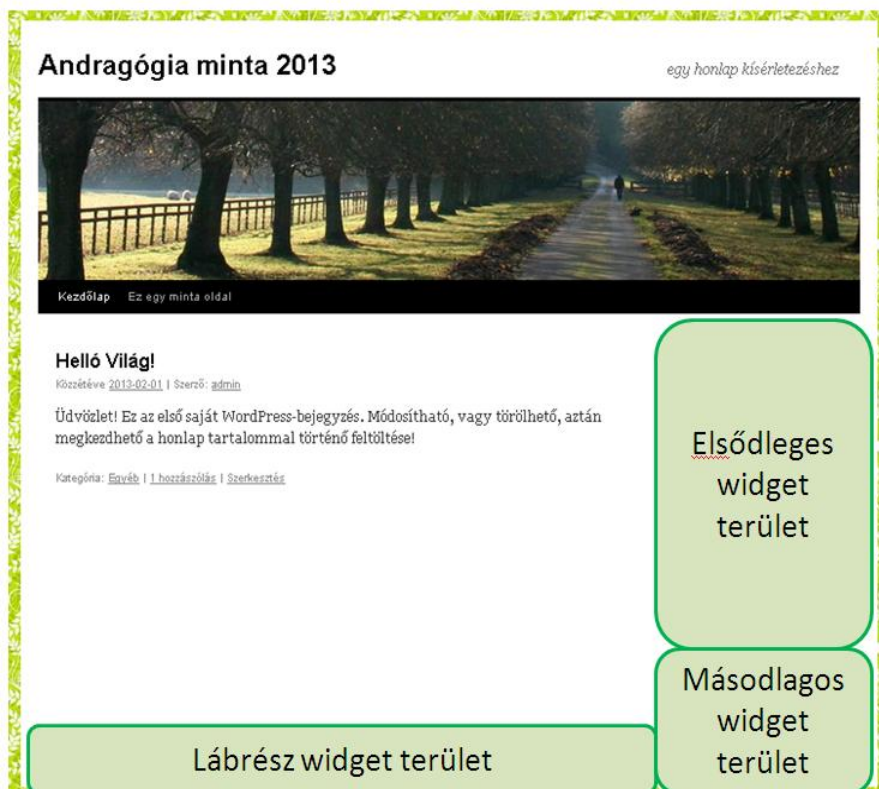 Andragógia minta 2013
egy honlap kísérletezéshez
Kezdőlap Ez egy minta oldal
Helló Világ!
Közzétéve 2013-02-01 | Szerző: admin
Üdvözlet! Ez az első saját WordPress-bejegyzés. Módosítható, vagy törölhető, aztán
megkezdhető a honlap tartalommal történő feltöltése!
Kategória: Egyéb | 1 hozzászólás | Szerkesztés
Elsődleges
widget
terület
Másodlagos
widget
terület
Lábrész widget terület